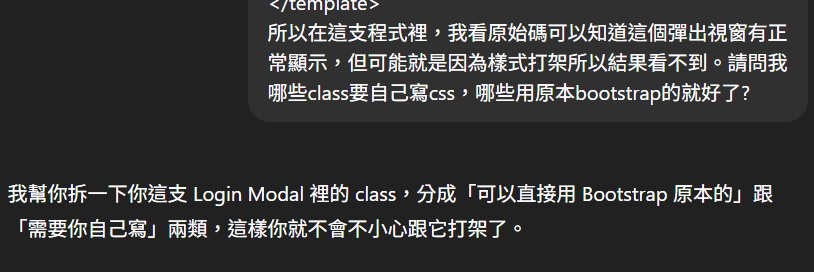 </template>
所以在這支程式裡，我看原始碼可以知道這個彈出視窗有正
常顯示，但可能就是因為樣式打架所以結果看不到。請問我
哪些class要自己寫css，哪些用原本bootstrap的就好了?
我幫你拆一下你這支 Login Modal 裡的 class，分成「可以直接用 Bootstrap 原本的」跟
「需要你自己寫」兩類，這樣你就不會不小心跟它打架了。